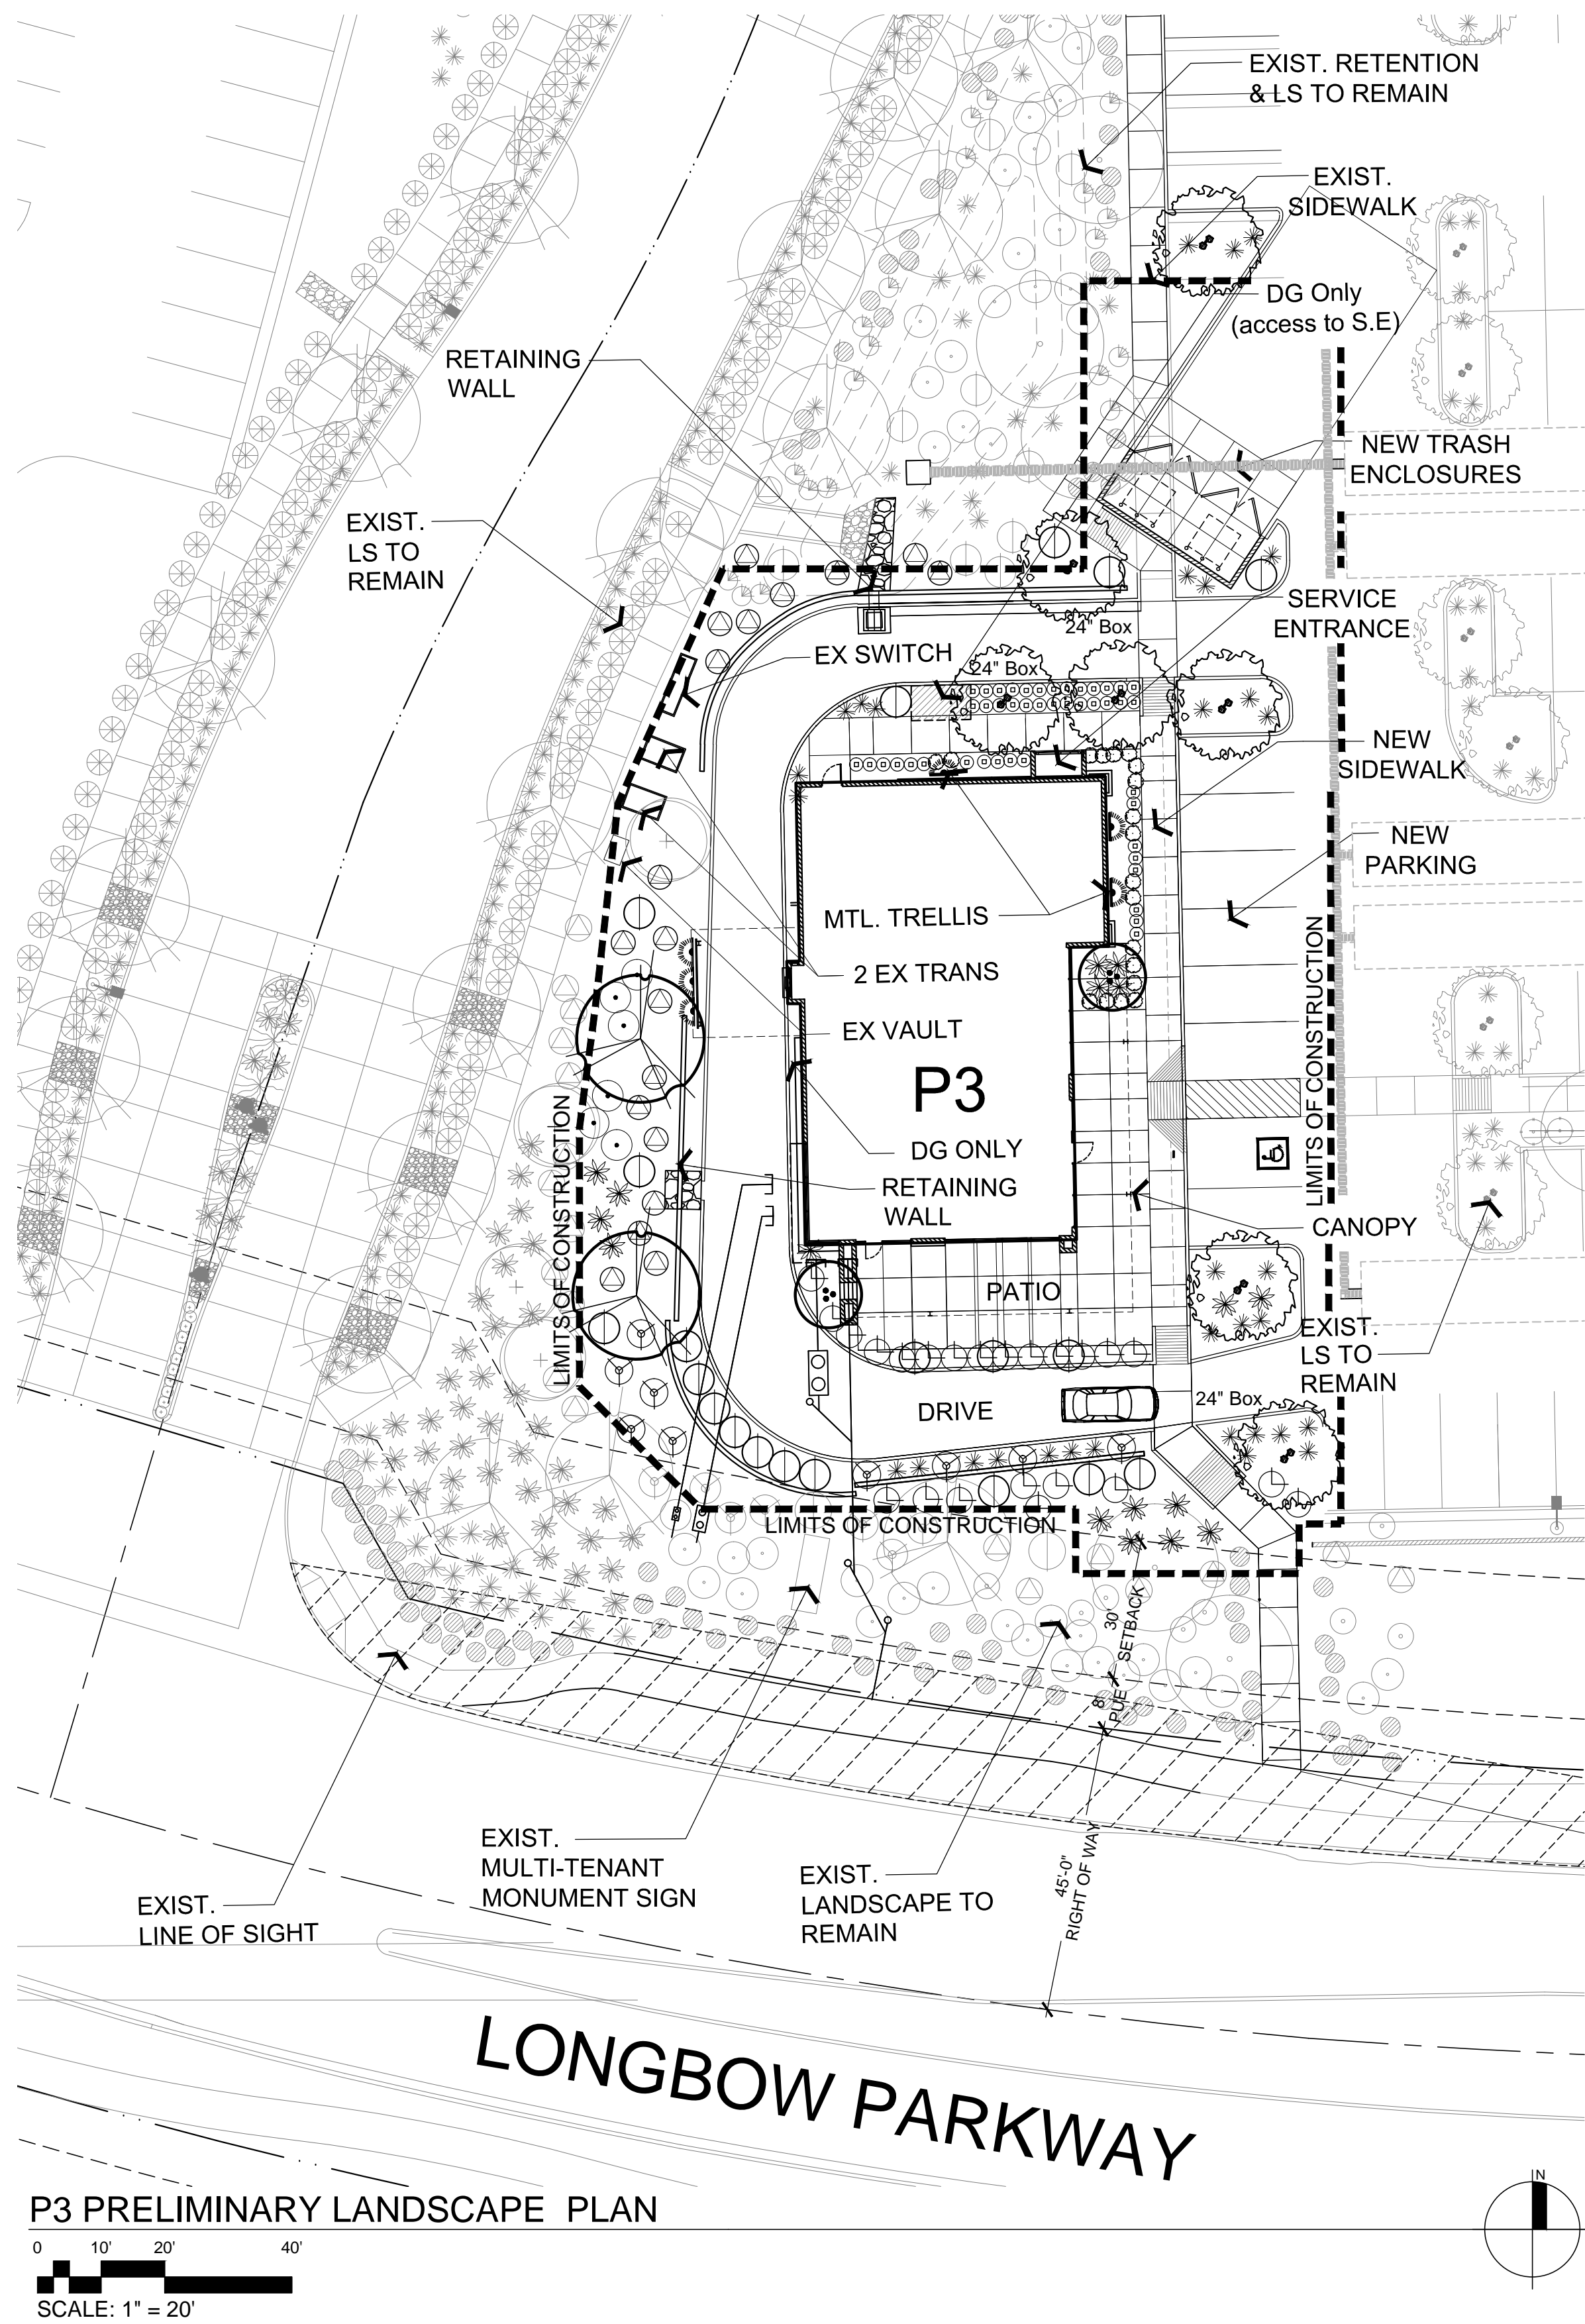 EXIST. RETENTION
& LS TO REMAIN
EXIST.
SIDEWALK
DG Only
(access to S.E)
RETAINING
WALL
NEW TRASH
ENCLOSURES
EXIST.
LS TO
REMAIN
SERVICE
ENTRANCE
24" Box
EX SWITCH
24" Box
NEW
SIDEWALK
NEW
PARKING
MTL. TRELLIS
2 EX TRANS
EX VAULT
P3
LIMITS OF CONSTRUCTION
DG ONLY
RETAINING
WALL
LIMITS OF CONSTRUCTION
CANOPY
PATIO
EXIST.
LS TO
REMAIN
24" Box
DRIVE
LIMITS OF CONSTRUCTION
30'
SETBACK
8'
PUE
45'-0"
RIGHT OF WAY
EXIST.
MULTI-TENANT
MONUMENT SIGN
EXIST.
LANDSCAPE TO
REMAIN
EXIST.
LINE OF SIGHT
LONGBOW PARKWAY
N
P3 PRELIMINARY LANDSCAPE PLAN
0 10' 20' 40'
SCALE: 1" = 20'